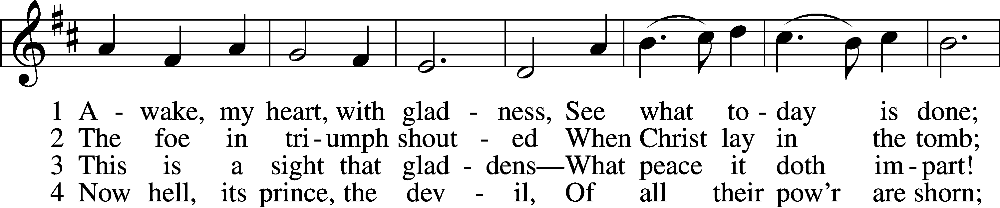 1 A - wake, my heart, with glad - ness, See what to - day is done;
2 The foe in tri - umph shout - ed When Christ lay in the tomb;
3 This is a sight that glad - dens—What peace it doth im - part!
4 Now hell, its prince, the dev - il, Of all their pow'r are shorn;